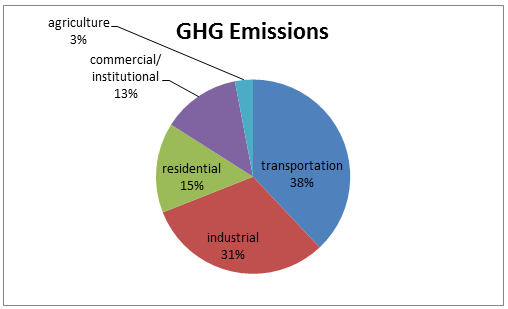 GHG Emissions
agriculture
3%
commercial/
institutional
13%
residential
15%
transportation
38%
industrial
31%